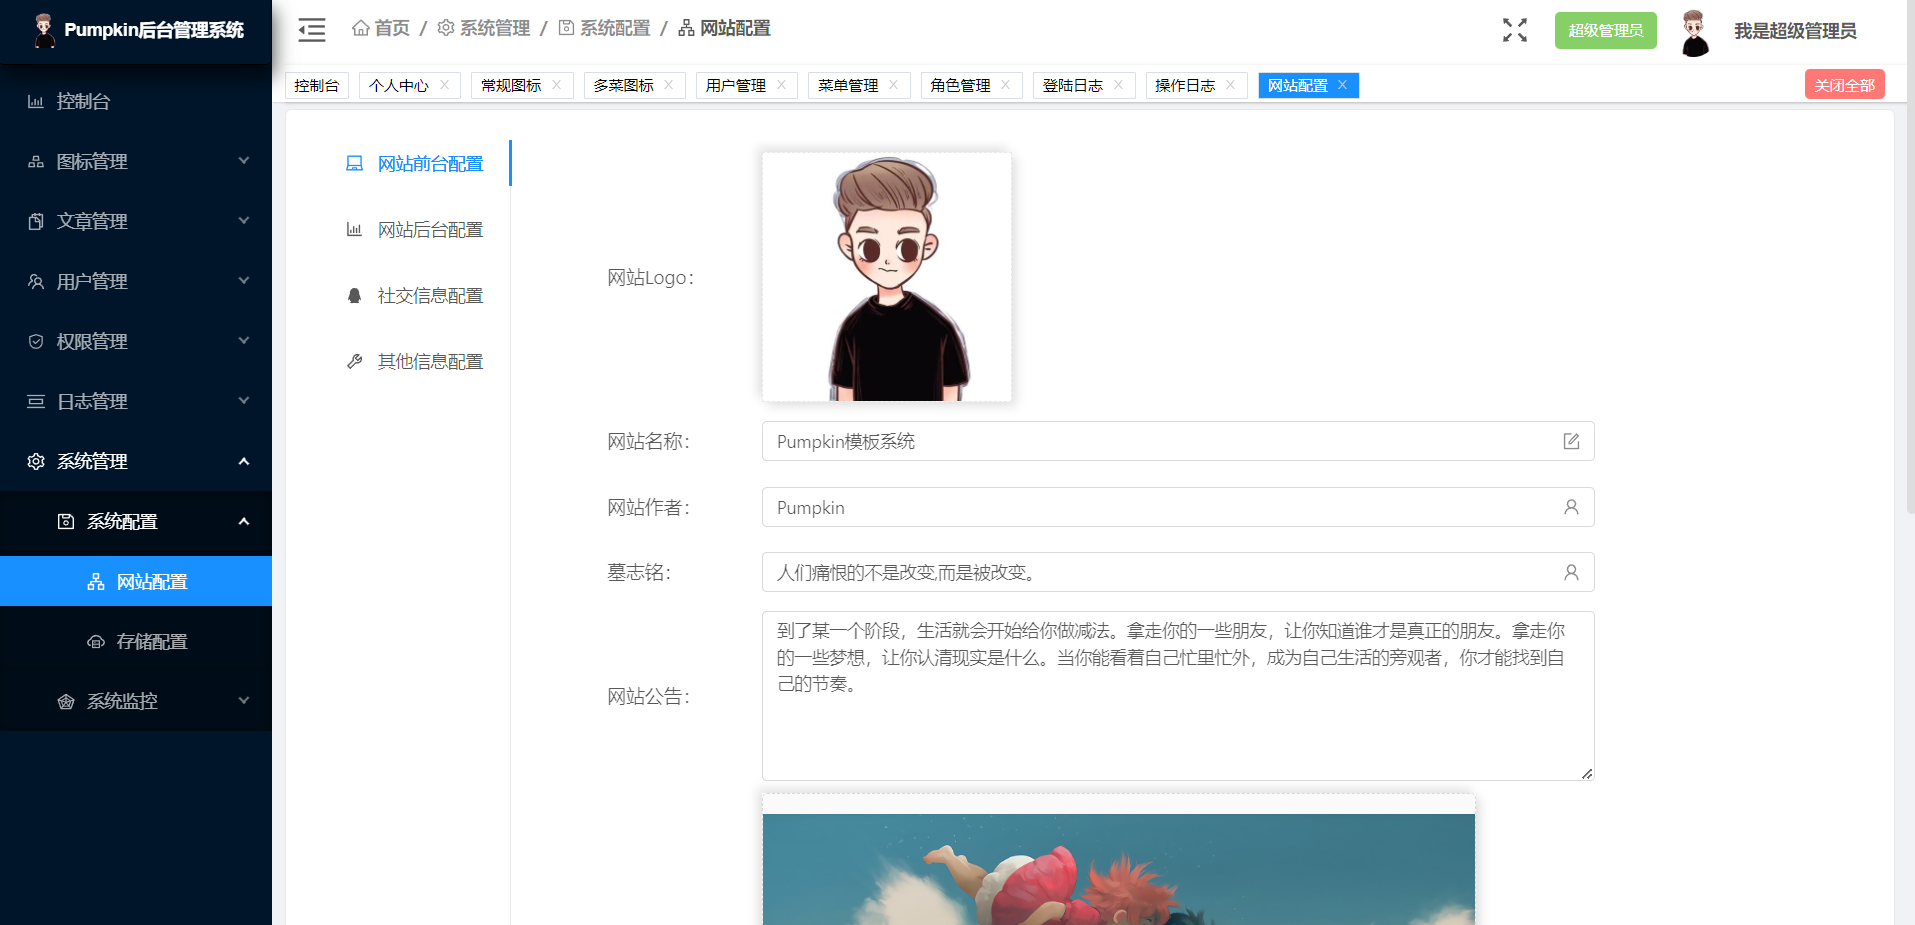 Pumpkin后台管理系统
首页 / 系统管理 / 系统配置 / 网站配置
超级管理员
我是超级管理员
控制台 个人中心 常规图标 多菜图标 用户管理 菜单管理 角色管理 登陆日志 操作日志 网站配置 关闭全部
控制台
图标管理
文章管理
用户管理
权限管理
日志管理
系统管理
系统配置
网站配置
存储配置
系统监控
网站前台配置
网站后台配置
社交信息配置
其他信息配置
网站Logo：
网站名称： Pumpkin模板系统
网站作者： Pumpkin
墓志铭： 人们痛恨的不是改变,而是被改变。
网站公告：
到了某一个阶段，生活就会开始给你做减法。拿走你的一些朋友，让你知道谁才是真正的朋友。拿走你
的一些梦想，让你认清现实是什么。当你能看着自己忙里忙外，成为自己生活的旁观者，你才能找到自
己的节奏。